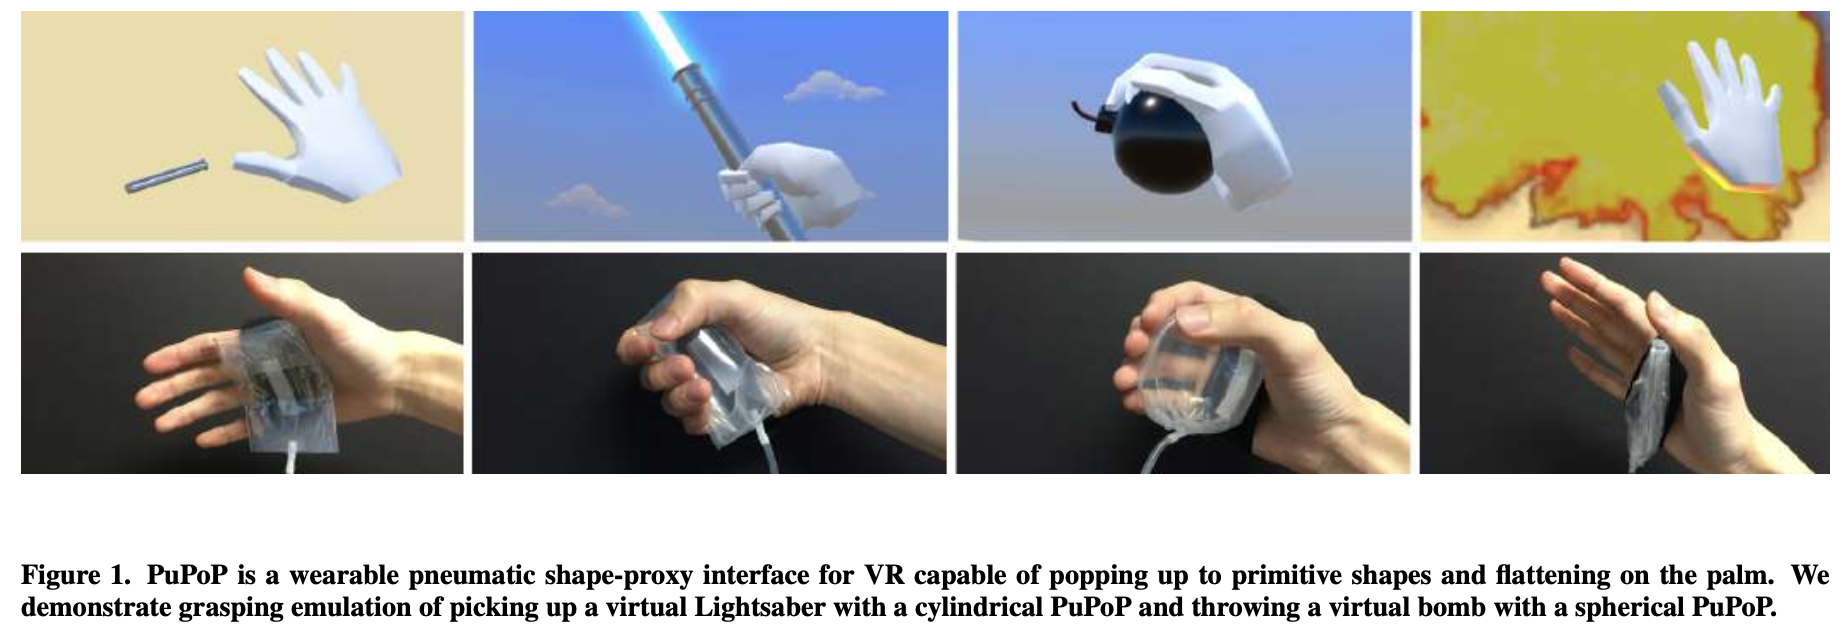 Figure 1. PuPoP is a wearable pneumatic shape-proxy interface for VR capable of popping up to primitive shapes and flattening on the palm. We
demonstrate grasping emulation of picking up a virtual Lightsaber with a cylindrical PuPoP and throwing a virtual bomb with a spherical PuPoP.